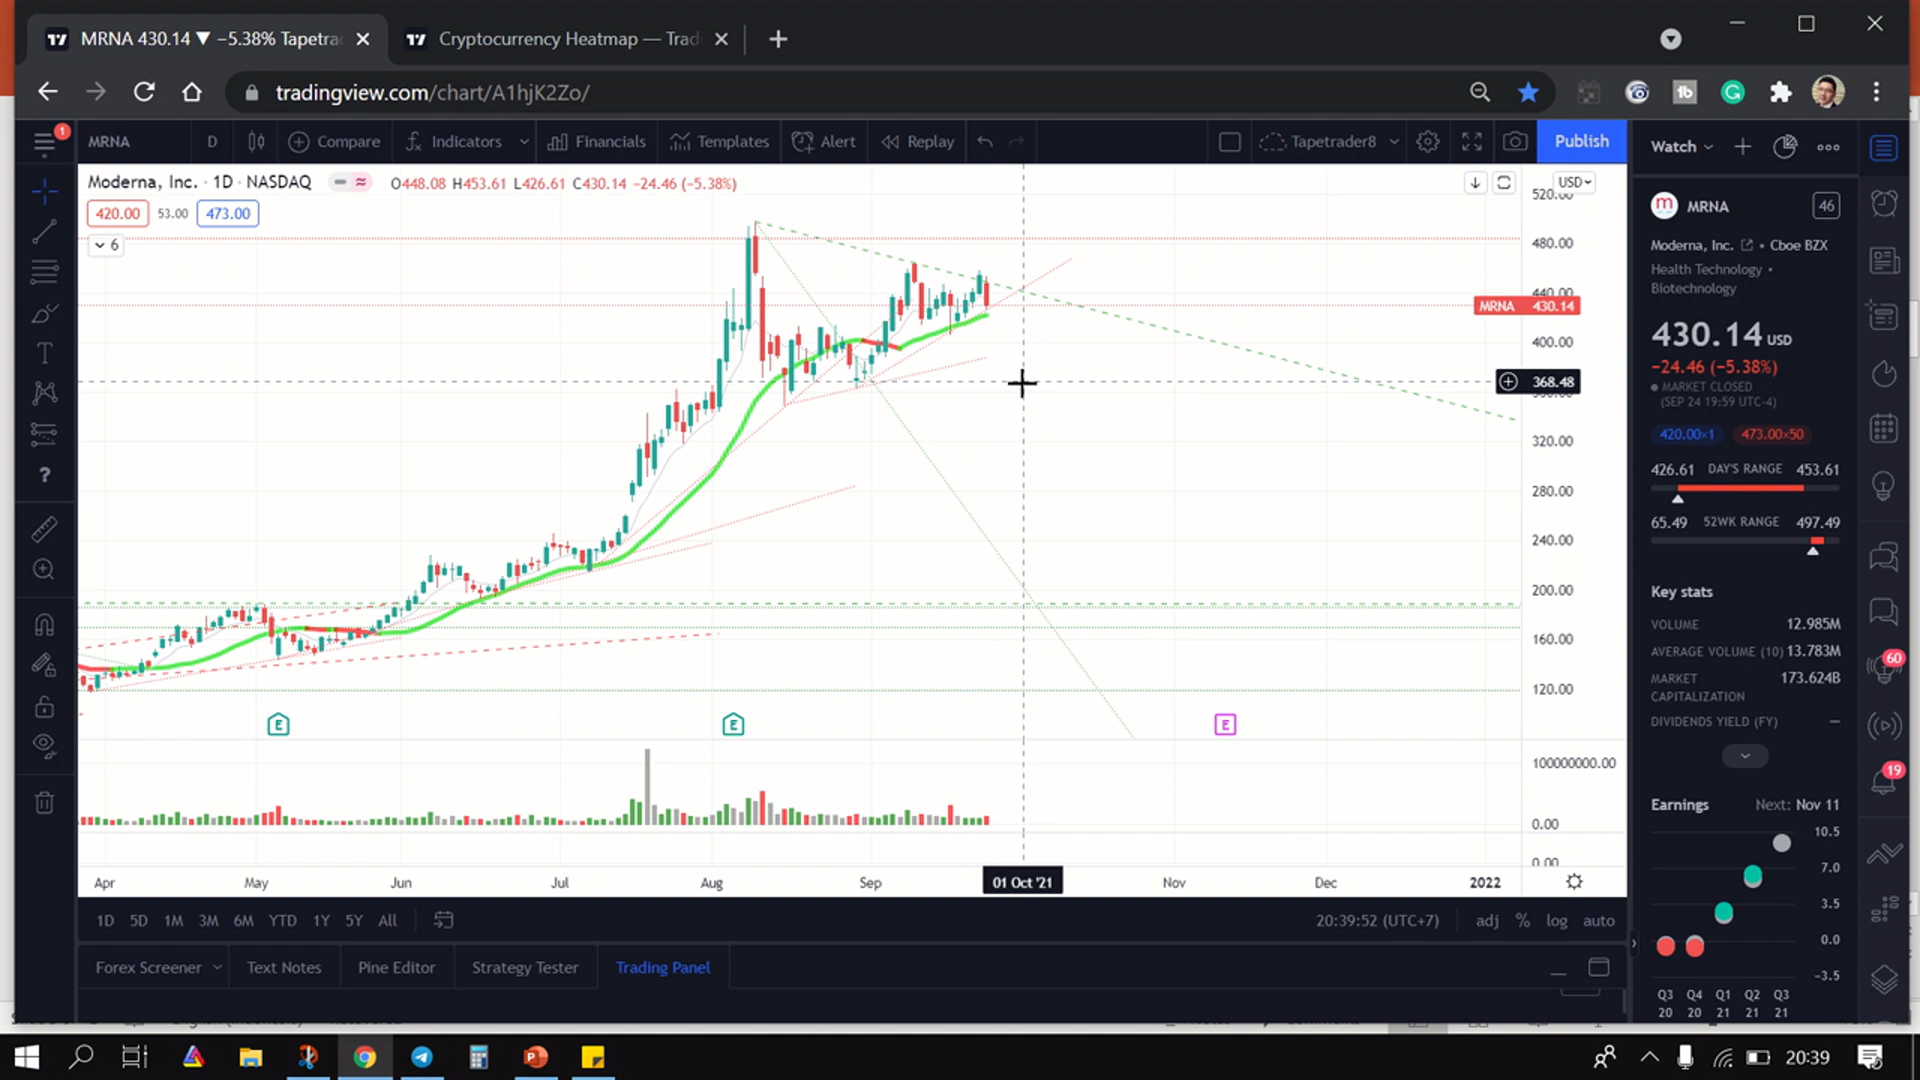 MRNA 430.14 ▼ −5.38% Tapetra
Cryptocurrency Heatmap — Trad
tradingview.com/chart/A1hjK2Zo/
1
MRNA
D
Compare
Indicators
Financials
Templates
Alert
Replay
Tapetrader8
Publish
Watch
Moderna, Inc. · 1D · NASDAQ
O448.08 H453.61 L426.61 C430.14 −24.46 (−5.38%)
420.00
53.00
473.00
6
USD
520.00
480.00
440.00
MRNA 430.14
400.00
368.48
320.00
280.00
240.00
200.00
160.00
120.00
E
E
E
100000000.00
0.00
0.00
Apr
May
Jun
Jul
Aug
Sep
01 Oct '21
Nov
Dec
2022
1D
5D
1M
3M
6M
YTD
1Y
5Y
All
20:39:52 (UTC+7)
adj
%
log
auto
Forex Screener
Text Notes
Pine Editor
Strategy Tester
Trading Panel
MRNA
46
Moderna, Inc. • Cboe BZX
Health Technology •
Biotechnology
430.14 USD
−24.46 (−5.38%)
MARKET CLOSED
(SEP 24 19:59 UTC-4)
420.00×1
473.00×50
426.61 DAY'S RANGE 453.61
65.49 52WK RANGE 497.49
Key stats
VOLUME 12.985M
AVERAGE VOLUME (10) 13.783M
MARKET CAPITALIZATION 173.624B
DIVIDENDS YIELD (FY) —
Earnings Next: Nov 11
10.5
7.0
3.5
0.0
−3.5
Q3 Q4 Q1 Q2 Q3
20 20 21 21 21
60
19
20:39